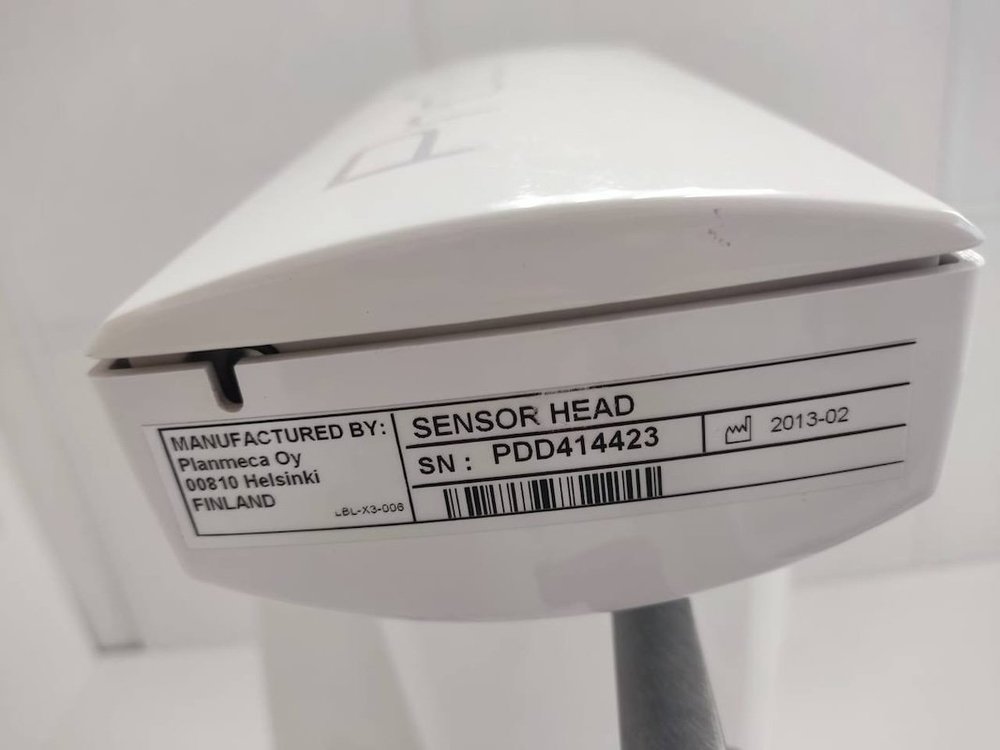 MANUFACTURED BY:
Planmeca Oy
00810 Helsinki
FINLAND
LBL-X3-006
SENSOR HEAD
SN : PDD414423
2013-02